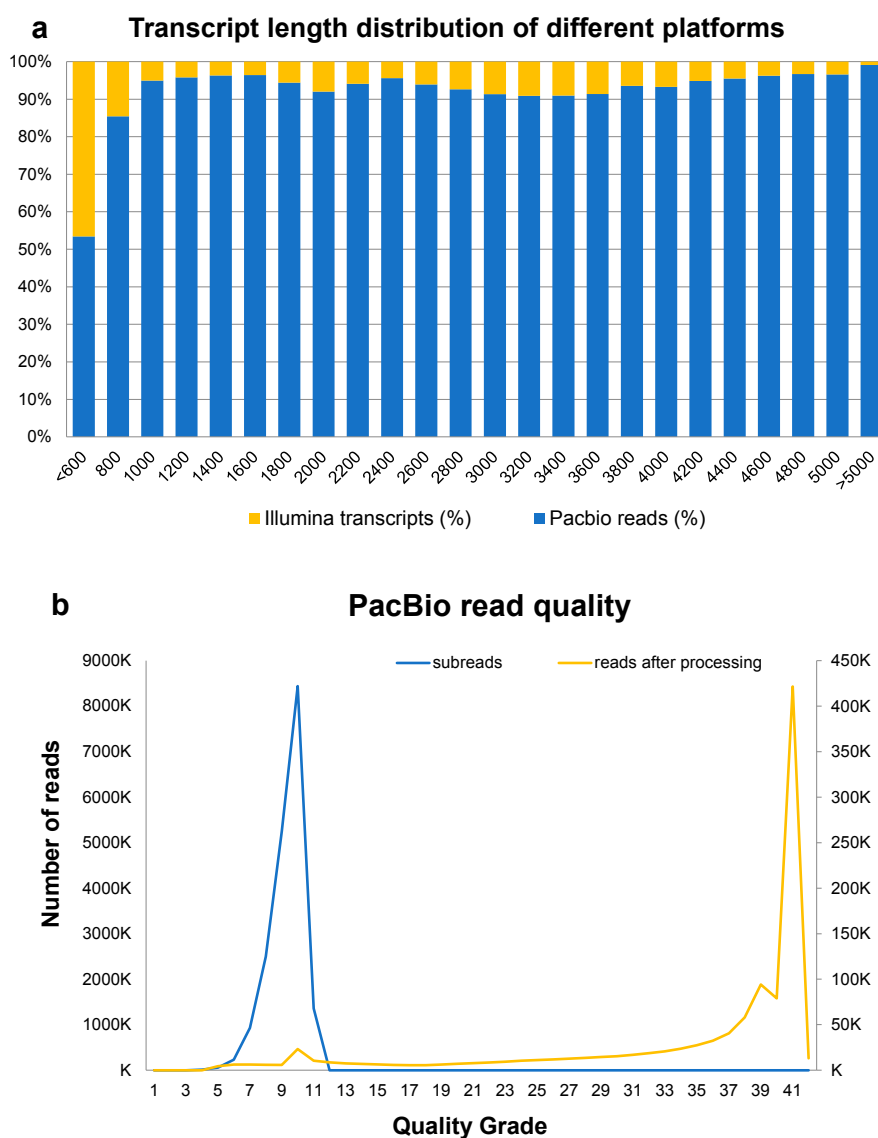 a Transcript length distribution of different platforms
100%
90%
80%
70%
60%
50%
40%
30%
20%
10%
0%
<600 800 1000 1200 1400 1600 1800 2000 2200 2400 2600 2800 3000 3200 3400 3600 3800 4000 4200 4400 4600 4800 5000 >5000
Illumina transcripts (%) Pacbio reads (%)
b PacBio read quality
subreads reads after processing
Number of reads
9000K 450K
8000K 400K
7000K 350K
6000K 300K
5000K 250K
4000K 200K
3000K 150K
2000K 100K
1000K 50K
K K
1 3 5 7 9 11 13 15 17 19 21 23 25 27 29 31 33 35 37 39 41
Quality Grade